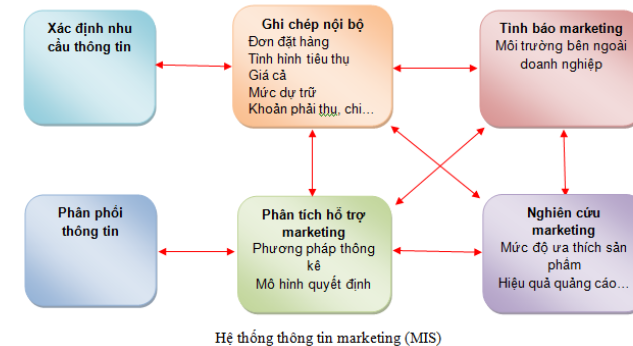 Xác định nhu
cầu thông tin
Ghi chép nội bộ
Đơn đặt hàng
Tình hình tiêu thụ
Giá cả
Mức dự trữ
Khoản phải thu, chi…
Tình báo marketing
Môi trường bên ngoài
doanh nghiệp
Phân phối
thông tin
Phân tích hỗ trợ
marketing
Phương pháp thông
kê
Mô hình quyết định
Nghiên cứu
marketing
Mức độ ưa thích sản
phẩm
Hiệu quả quảng cáo…
Hệ thống thông tin marketing (MIS)